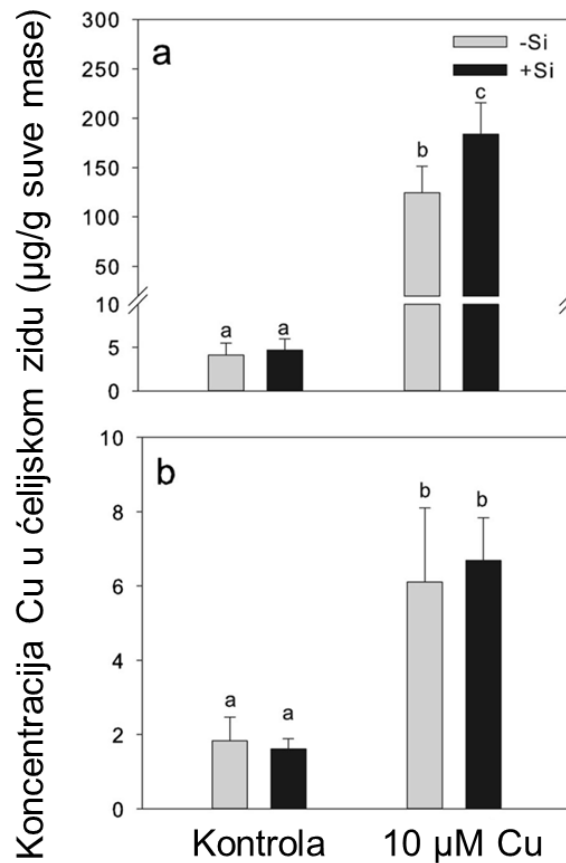 Koncentracija Cu u ćelijskom zidu (µg/g suve mase)
a
-Si
+Si
300
250
200
150
100
50
10
5
0
a
a
b
c
b
10
8
6
4
2
0
a
a
b
b
Kontrola
10 µM Cu